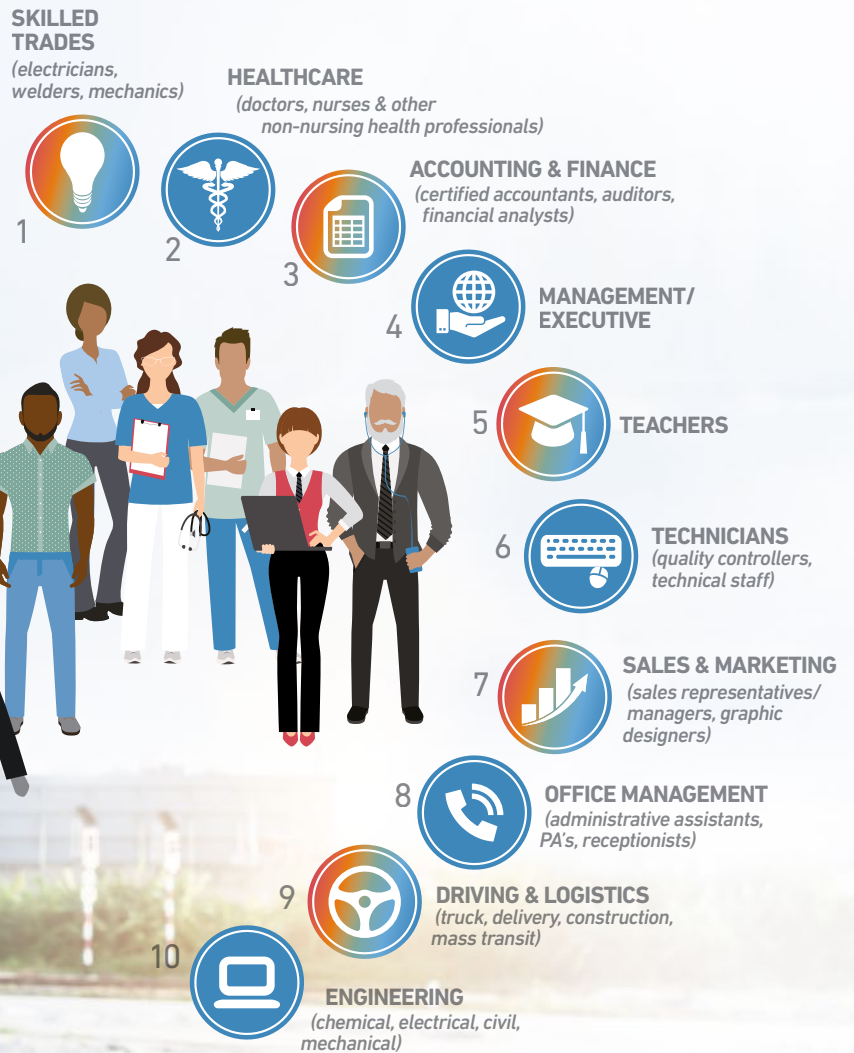 SKILLED
TRADES
(electricians,
welders, mechanics)
1
HEALTHCARE
(doctors, nurses & other
non-nursing health professionals)
2
ACCOUNTING & FINANCE
(certified accountants, auditors,
financial analysts)
3
MANAGEMENT/
EXECUTIVE
4
5
TEACHERS
6
TECHNICIANS
(quality controllers,
technical staff)
7
SALES & MARKETING
(sales representatives/
managers, graphic
designers)
8
OFFICE MANAGEMENT
(administrative assistants,
PA's, receptionists)
9
DRIVING & LOGISTICS
(truck, delivery, construction,
mass transit)
10
ENGINEERING
(chemical, electrical, civil,
mechanical)